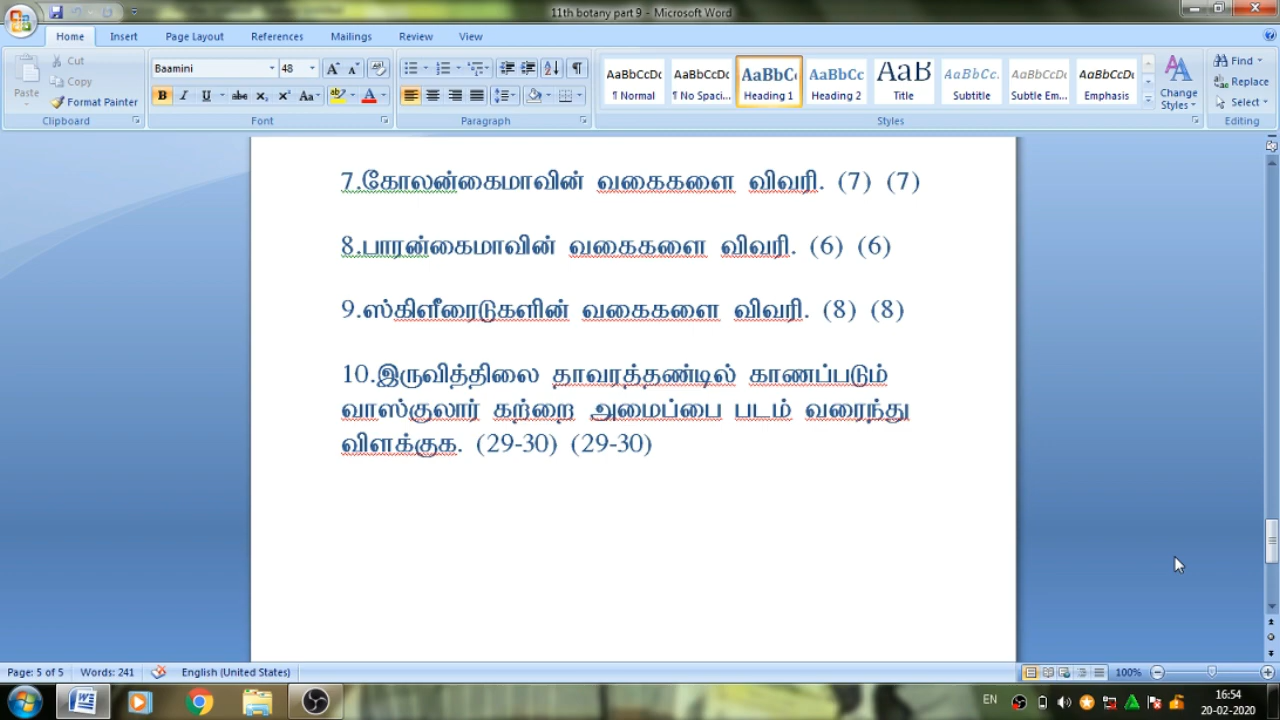 11th botany part 9 - Microsoft Word
Home Insert Page Layout References Mailings Review View
Paste Cut Copy Format Painter
Baamini 48
AaBbCcDc AaBbCcDc AaBbC AaBbCc AaB AaBbCc. AaBbCcDc AaBbCcDc
¶ Normal ¶ No Spaci... Heading 1 Heading 2 Title Subtitle Subtle Em... Emphasis
Change Styles
Find Replace Select
Clipboard Font Paragraph Styles Editing
7.கோலன்கைமாவின் வகைகளை விவரி. (7) (7)
8.பாரன்கைமாவின் வகைகளை விவரி. (6) (6)
9.ஸ்கிளீரைடுகளின் வகைகளை விவரி. (8) (8)
10.இருவித்திலை தாவரத்தண்டில் காணப்படும்
வாஸ்குலார் கற்றை அமைப்பை படம் வரைந்து
விளக்குக. (29-30) (29-30)
Page: 5 of 5 Words: 241 English (United States) 100%
EN 16:54
20-02-2020